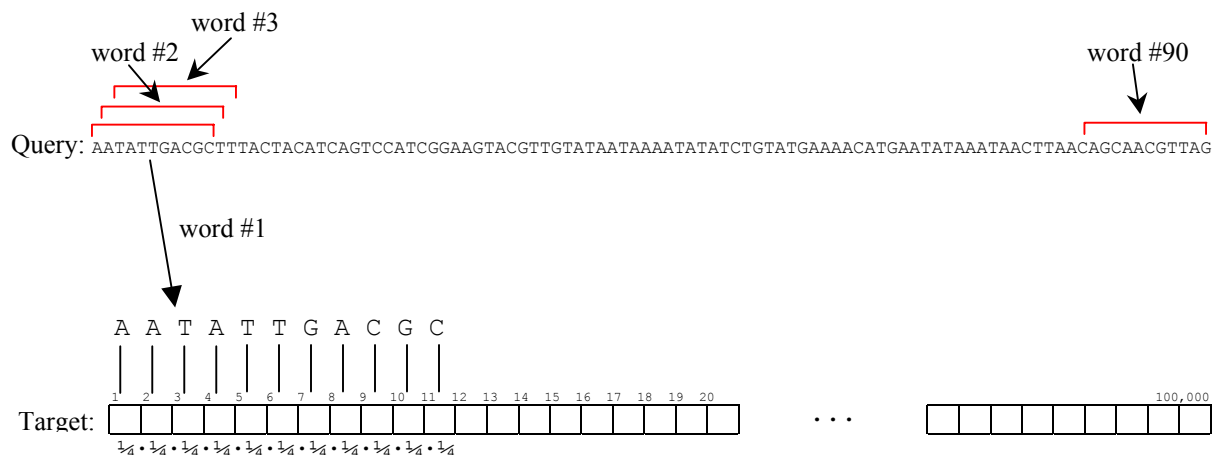 word #3
word #2
word #90
Query: AATATTGACGCTTTACTACATCAGTCCATCGGAAGTACGTTGTATAATAAAATATATCTGTATGAAAACATGAATATAAATAACTTAACAGCAACGTTAG
word #1
A A T A T T G A C G C
1 2 3 4 5 6 7 8 9 10 11 12 13 14 15 16 17 18 19 20 100,000
Target: ...
¼·¼·¼·¼·¼·¼·¼·¼·¼·¼·¼